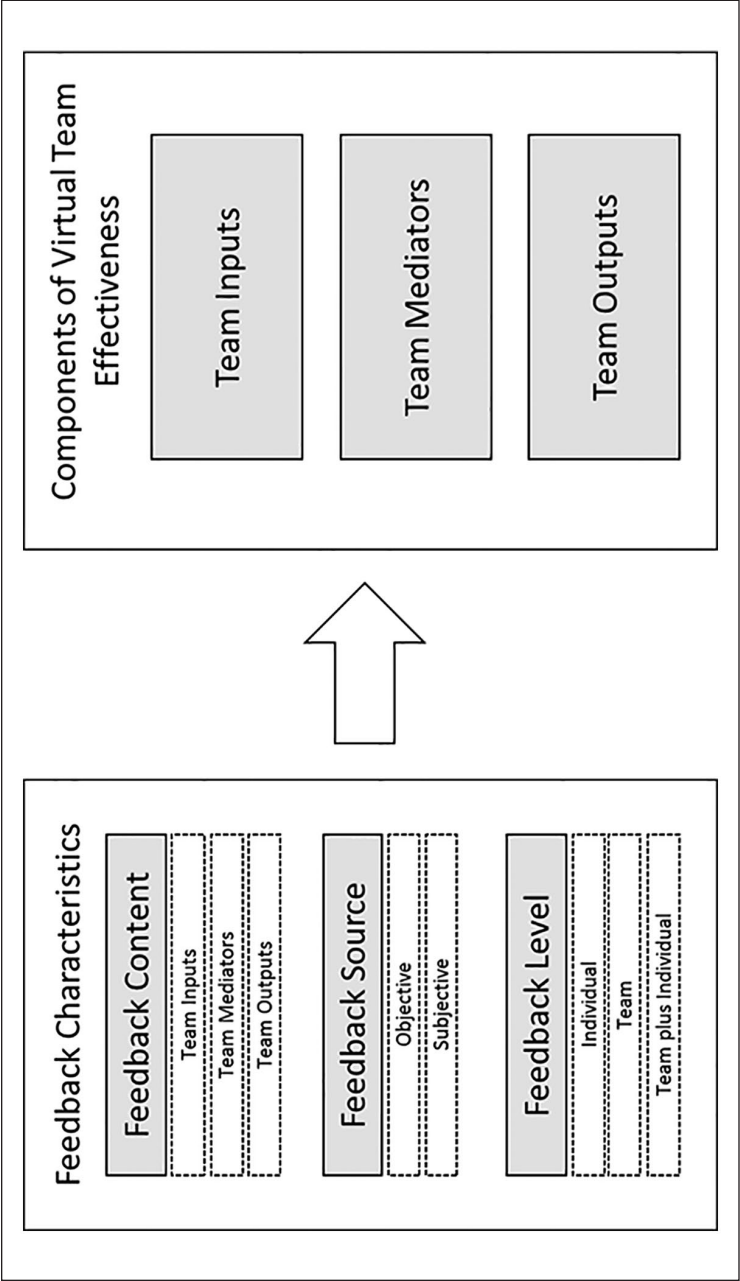 Feedback Characteristics
Feedback Content
Team Inputs
Team Mediators
Team Outputs
Feedback Source
Objective
Subjective
Feedback Level
Individual
Team
Team plus Individual
Components of Virtual Team
Effectiveness
Team Inputs
Team Mediators
Team Outputs